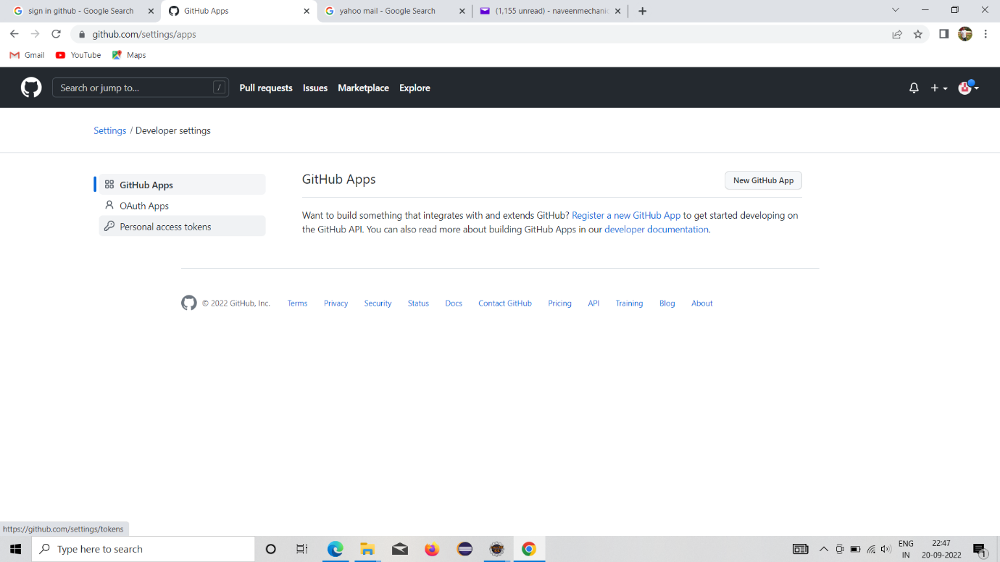 sign in github - Google Search
GitHub Apps
yahoo mail - Google Search
(1,155 unread) - naveenmechanic
github.com/settings/apps
Gmail
YouTube
Maps
Search or jump to... /
Pull requests
Issues
Marketplace
Explore
Settings / Developer settings
GitHub Apps
OAuth Apps
Personal access tokens
GitHub Apps
New GitHub App
Want to build something that integrates with and extends GitHub? Register a new GitHub App to get started developing on
the GitHub API. You can also read more about building GitHub Apps in our developer documentation.
© 2022 GitHub, Inc.
Terms
Privacy
Security
Status
Docs
Contact GitHub
Pricing
API
Training
Blog
About
https://github.com/settings/tokens
Type here to search
ENG
IN
22:47
20-09-2022
1